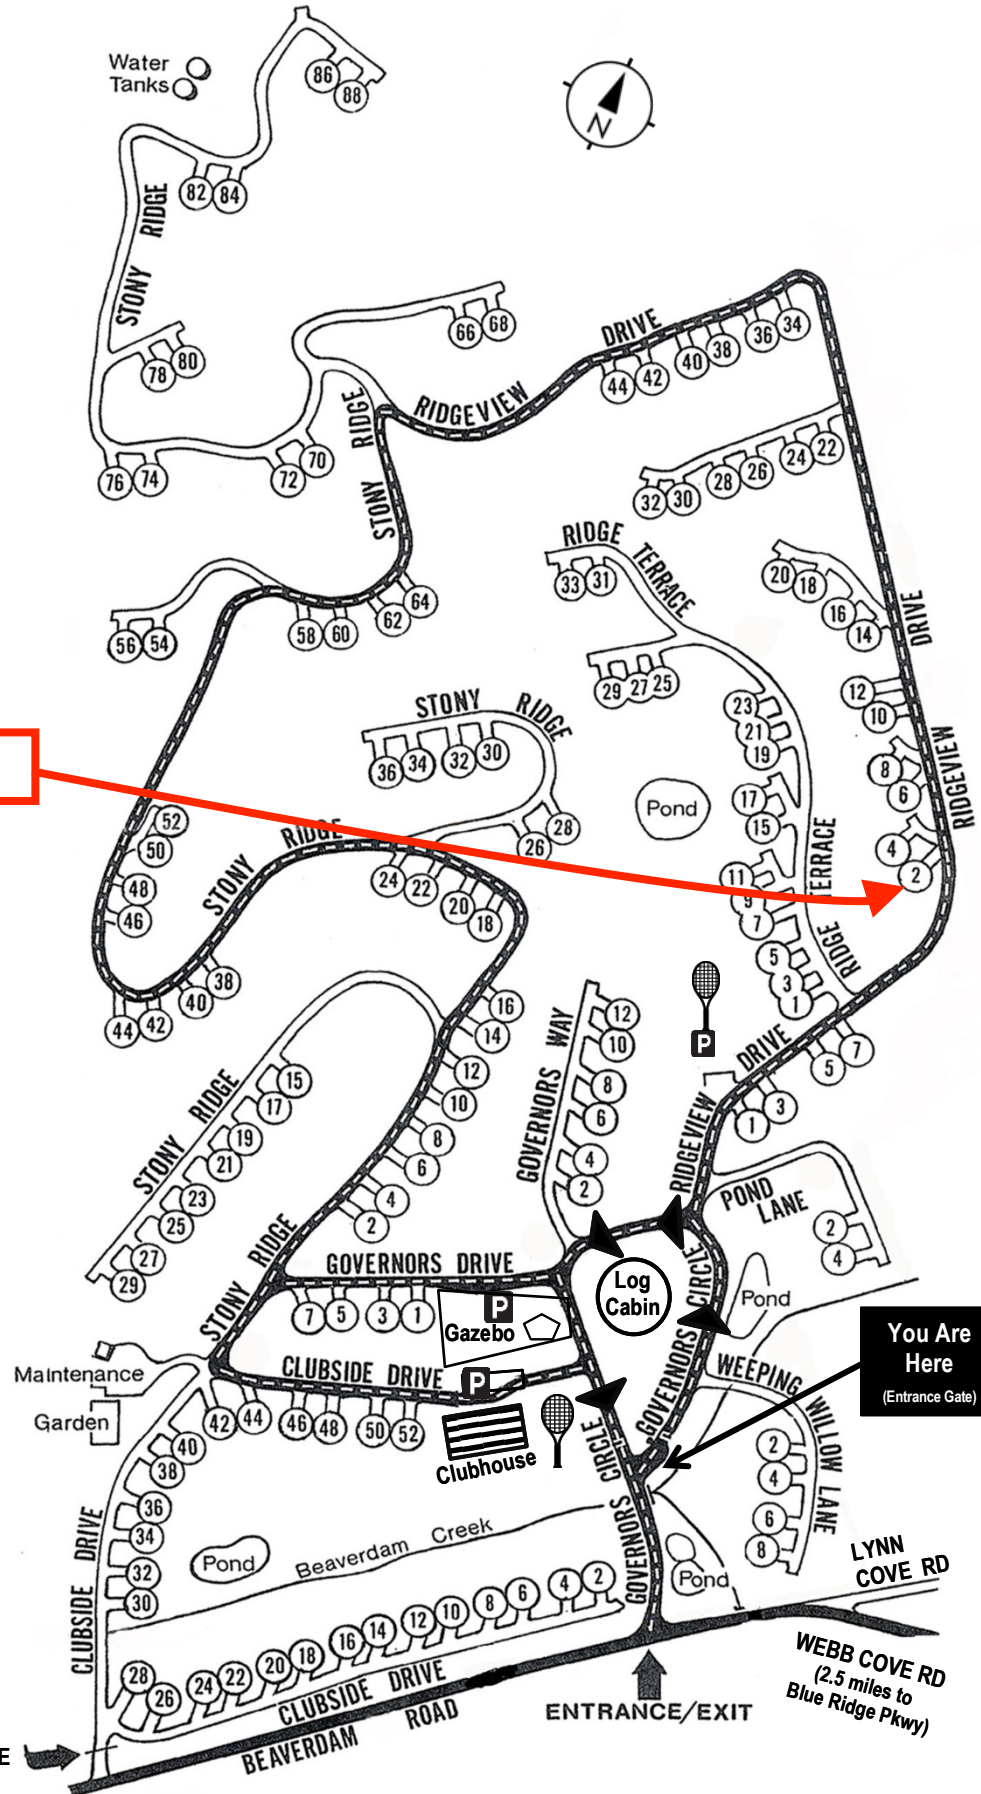 Water
Tanks
86
88
N
82
84
STONY RIDGE
78
80
66
68
76
74
72
70
STONY RIDGE
RIDGEVIEW DRIVE
44
42
40
38
36
34
32
30
28
26
24
22
RIDGE TERRACE
33
31
20
18
16
14
29
27
25
23
21
19
17
15
11
9
7
5
3
1
RIDGE TERRACE
RIDGEVIEW DRIVE
12
10
8
6
4
2
56
54
58
60
62
64
STONY RIDGE
36
34
32
30
28
26
Pond
52
50
48
46
44
42
40
38
STONY RIDGE
24
22
20
18
16
14
12
10
8
6
4
2
STONY RIDGE
15
17
19
21
23
25
27
29
GOVERNORS WAY
12
10
8
6
4
2
P
RIDGEVIEW DRIVE
7
5
3
1
POND
LANE
2
4
STONY RIDGE
GOVERNORS DRIVE
7
5
3
1
P
Gazebo
Log
Cabin
GOVERNORS CIRCLE
Pond
You Are
Here
(Entrance Gate)
Maintenance
Garden
CLUBSIDE DRIVE
P
42
44
46
48
50
52
Clubhouse
GOVERNORS CIRCLE
WEEPING WILLOW LANE
2
4
6
8
40
38
36
34
32
30
CLUBSIDE DRIVE
Pond
Beaverdam Creek
Pond
LYNN
COVE RD
28
26
24
22
20
18
16
14
12
10
8
6
4
2
CLUBSIDE DRIVE
BEAVERDAM ROAD
ENTRANCE/EXIT
WEBB COVE RD
(2.5 miles to
Blue Ridge Pkwy)
E